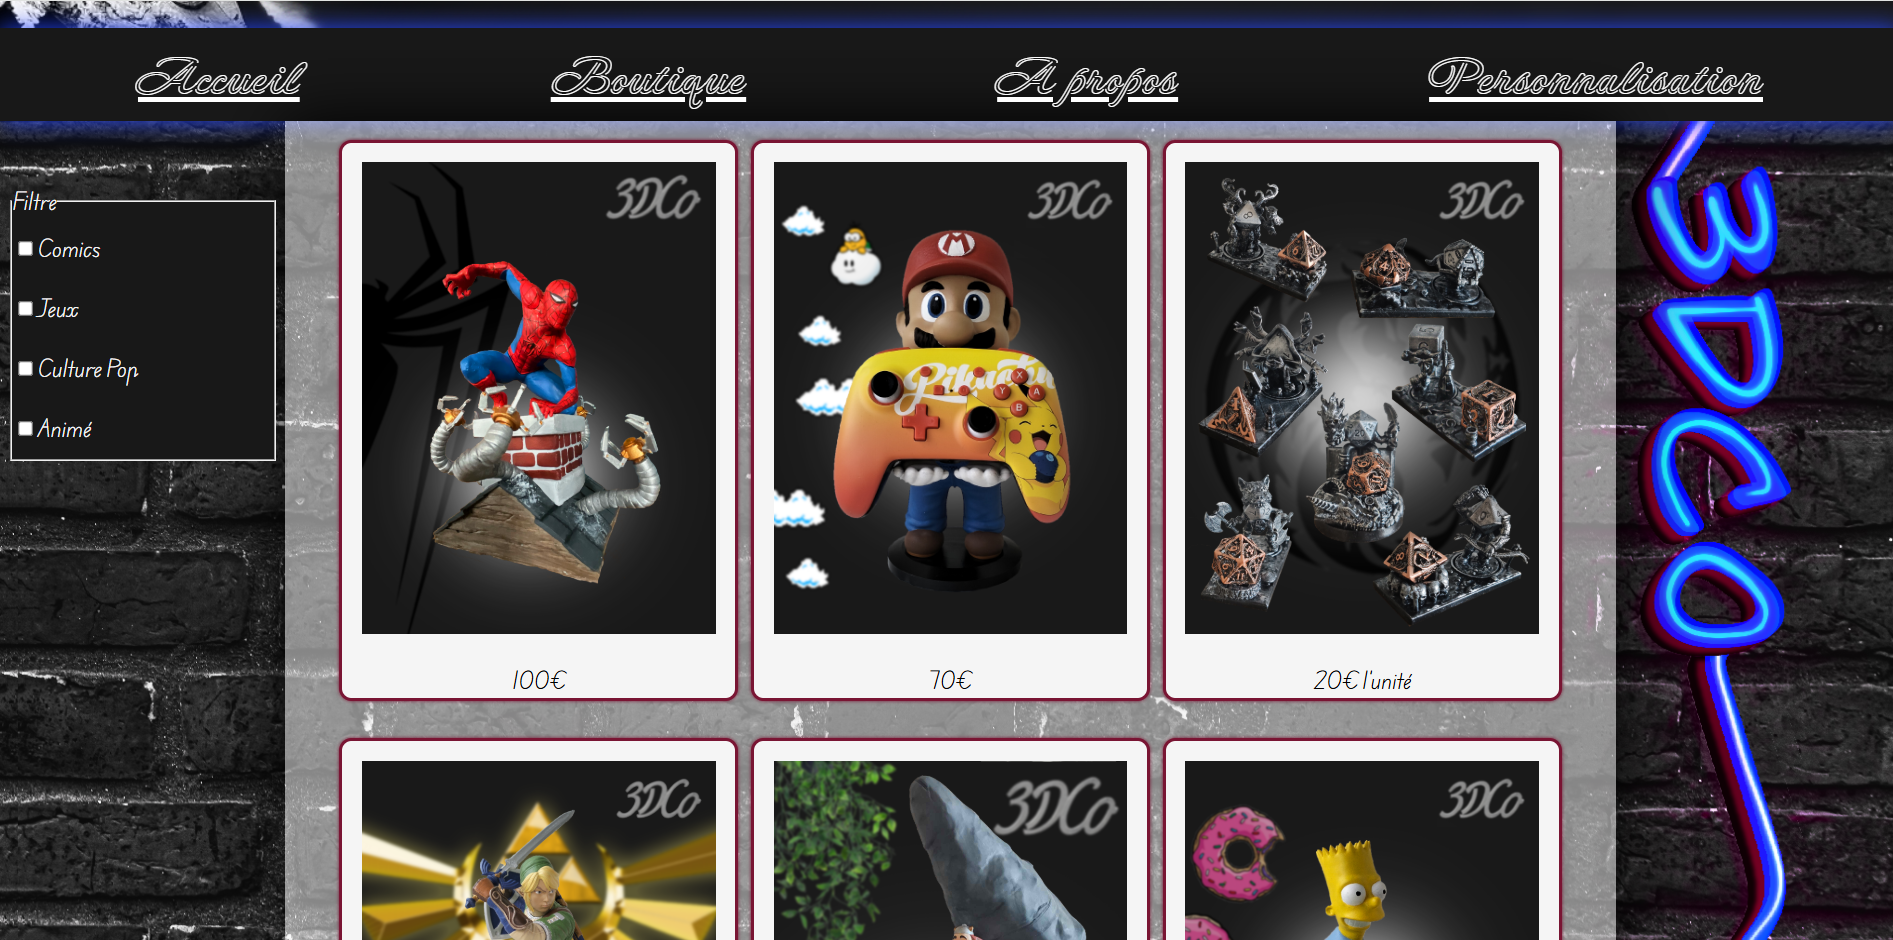 Accueil Boutique A propos Personnalisation
Filtre
Comics
Jeux
Culture Pop
Animé
3DCo
3DCo
M
Pikachu
X
Y A
B
3DCo
100€
70€
20€ l'unité
3DCo
3DCo
3DCo
3DCO